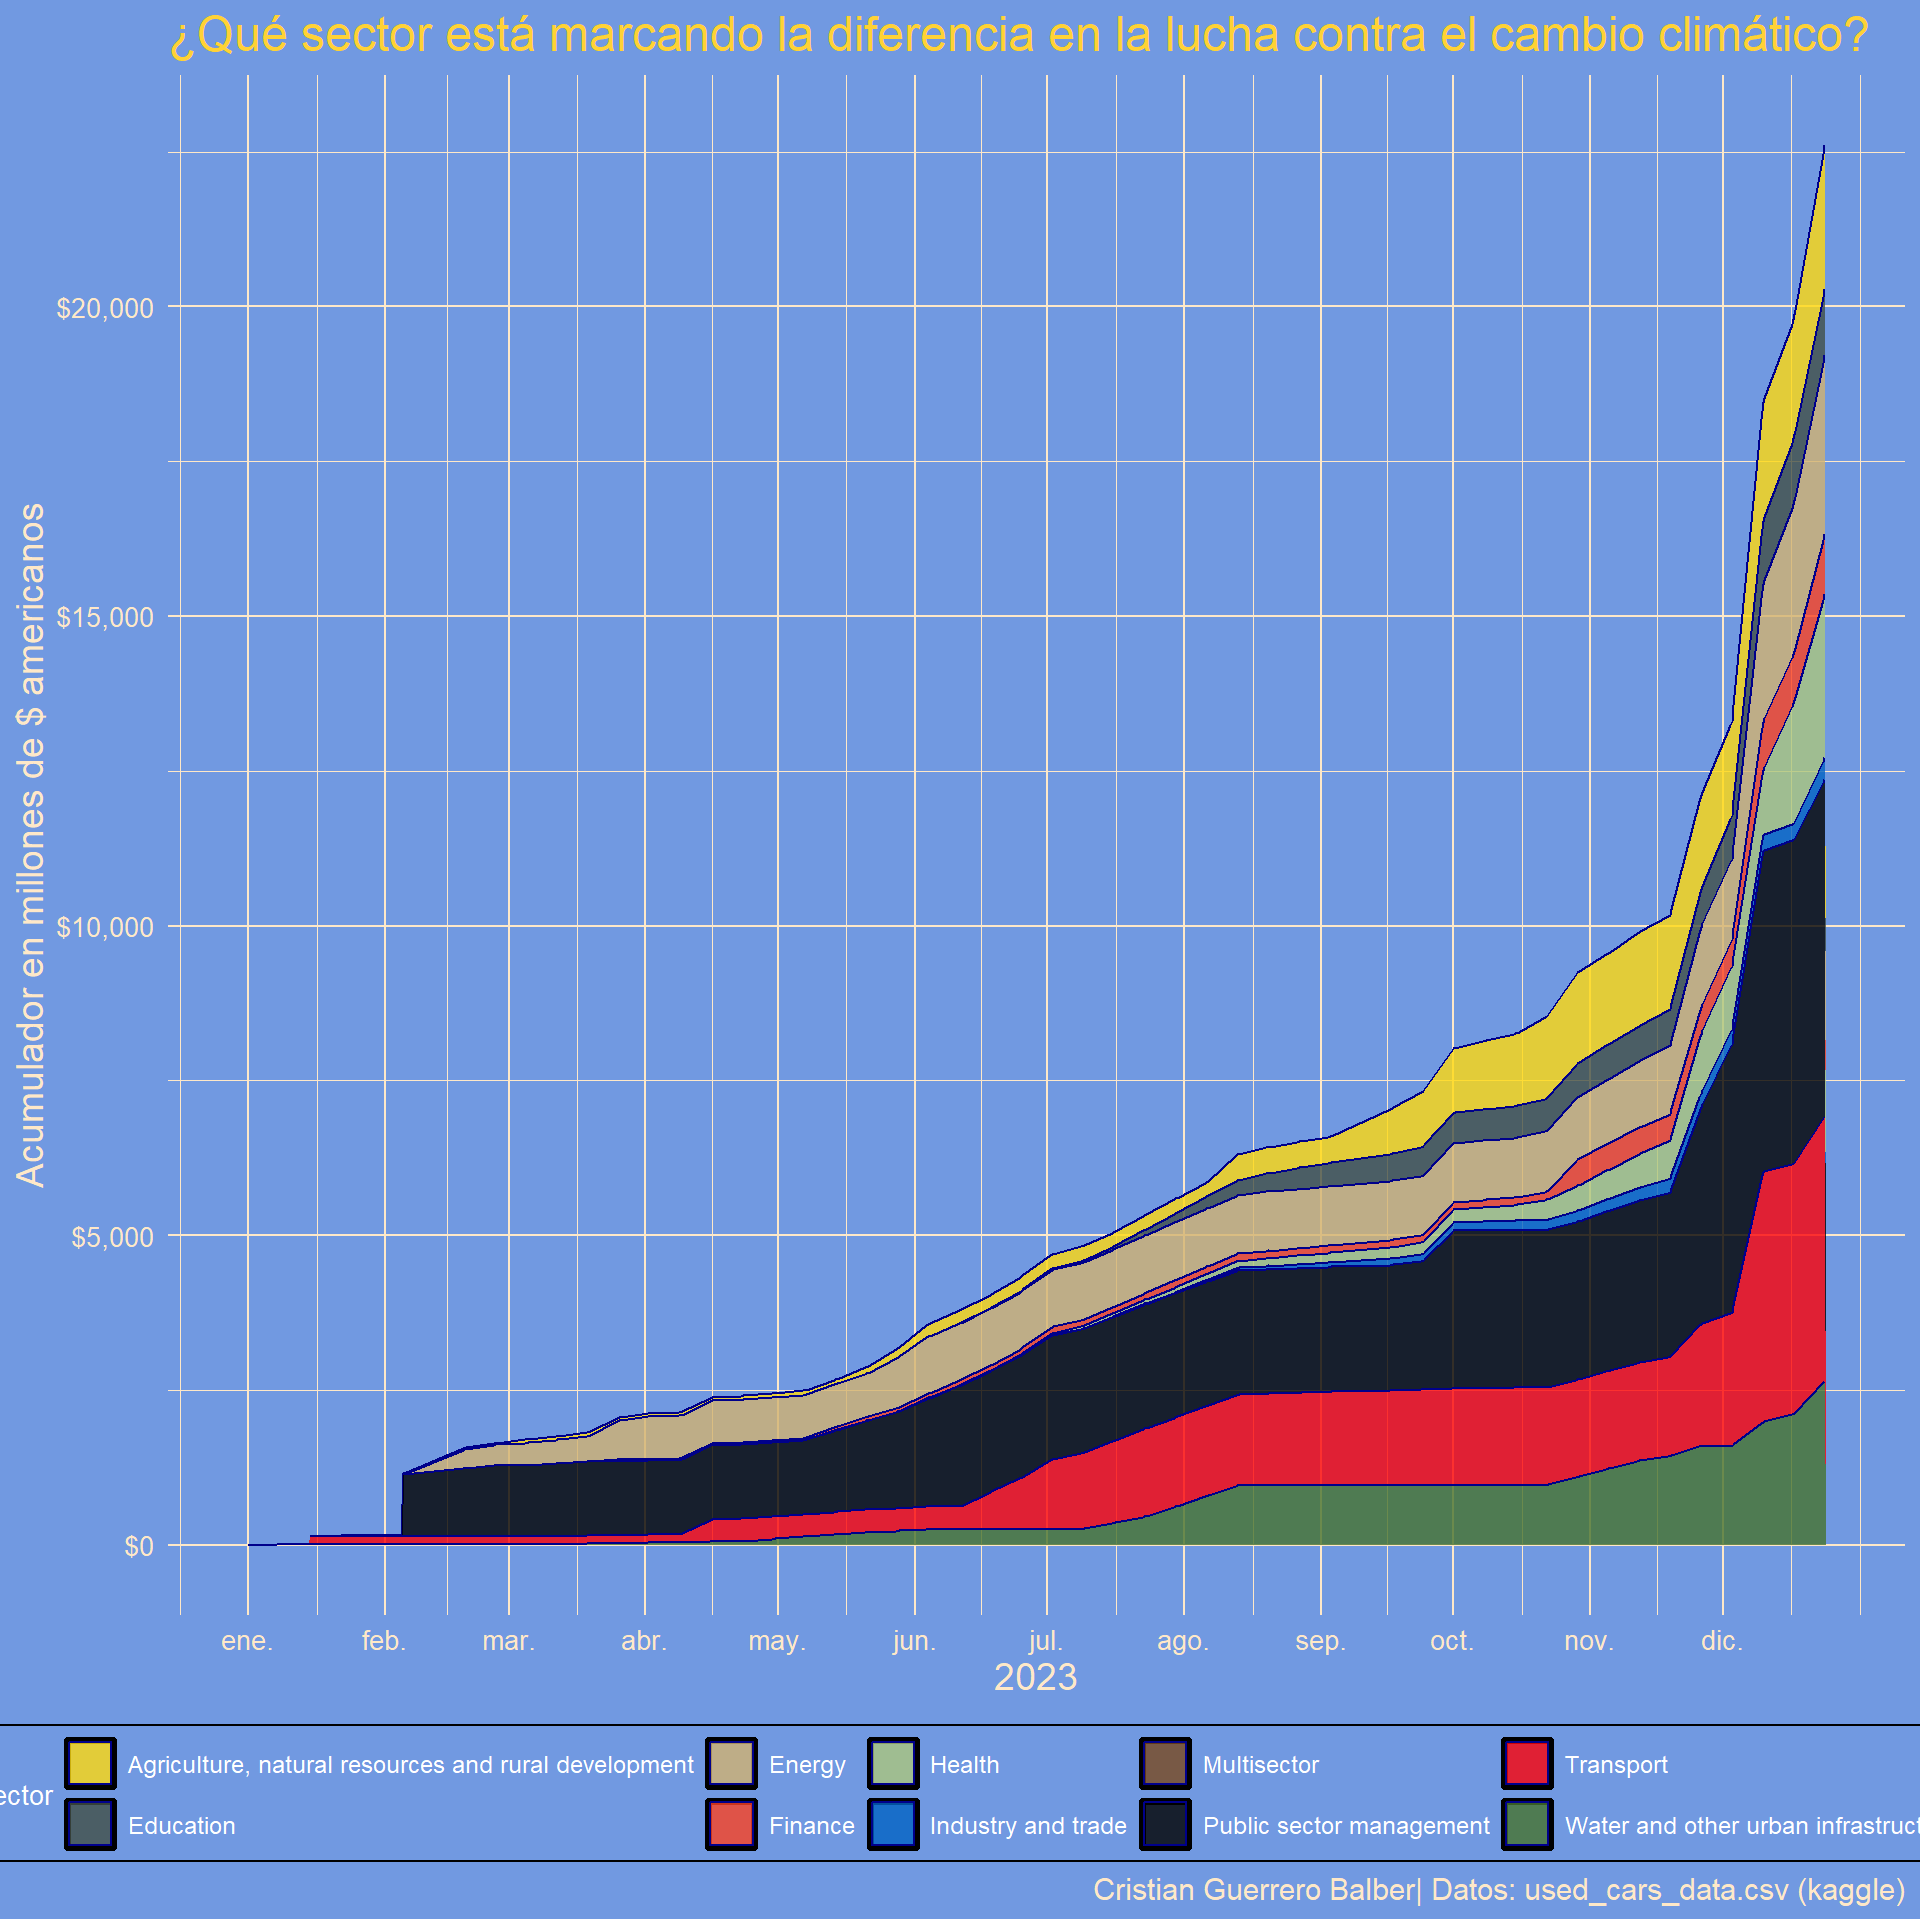 ¿Qué sector está marcando la diferencia en la lucha contra el cambio climático?
Acumulador en millones de $ americanos
$20,000
$15,000
$10,000
$5,000
$0
ene. feb. mar. abr. may. jun. jul. ago. sep. oct. nov. dic.
2023
ector
Agriculture, natural resources and rural development Energy Health Multisector Transport
Education Finance Industry and trade Public sector management Water and other urban infrastruct
Cristian Guerrero Balber| Datos: used_cars_data.csv (kaggle)